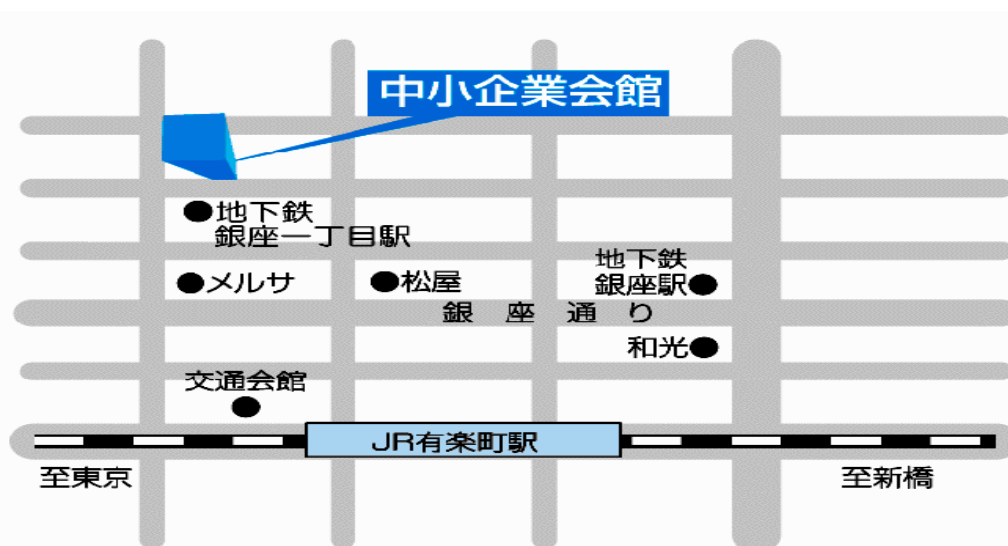 中小企業会館
地下鉄
銀座一丁目駅
メルサ
松屋
地下鉄
銀座駅
銀座通り
和光
交通会館
JR有楽町駅
至東京
至新橋